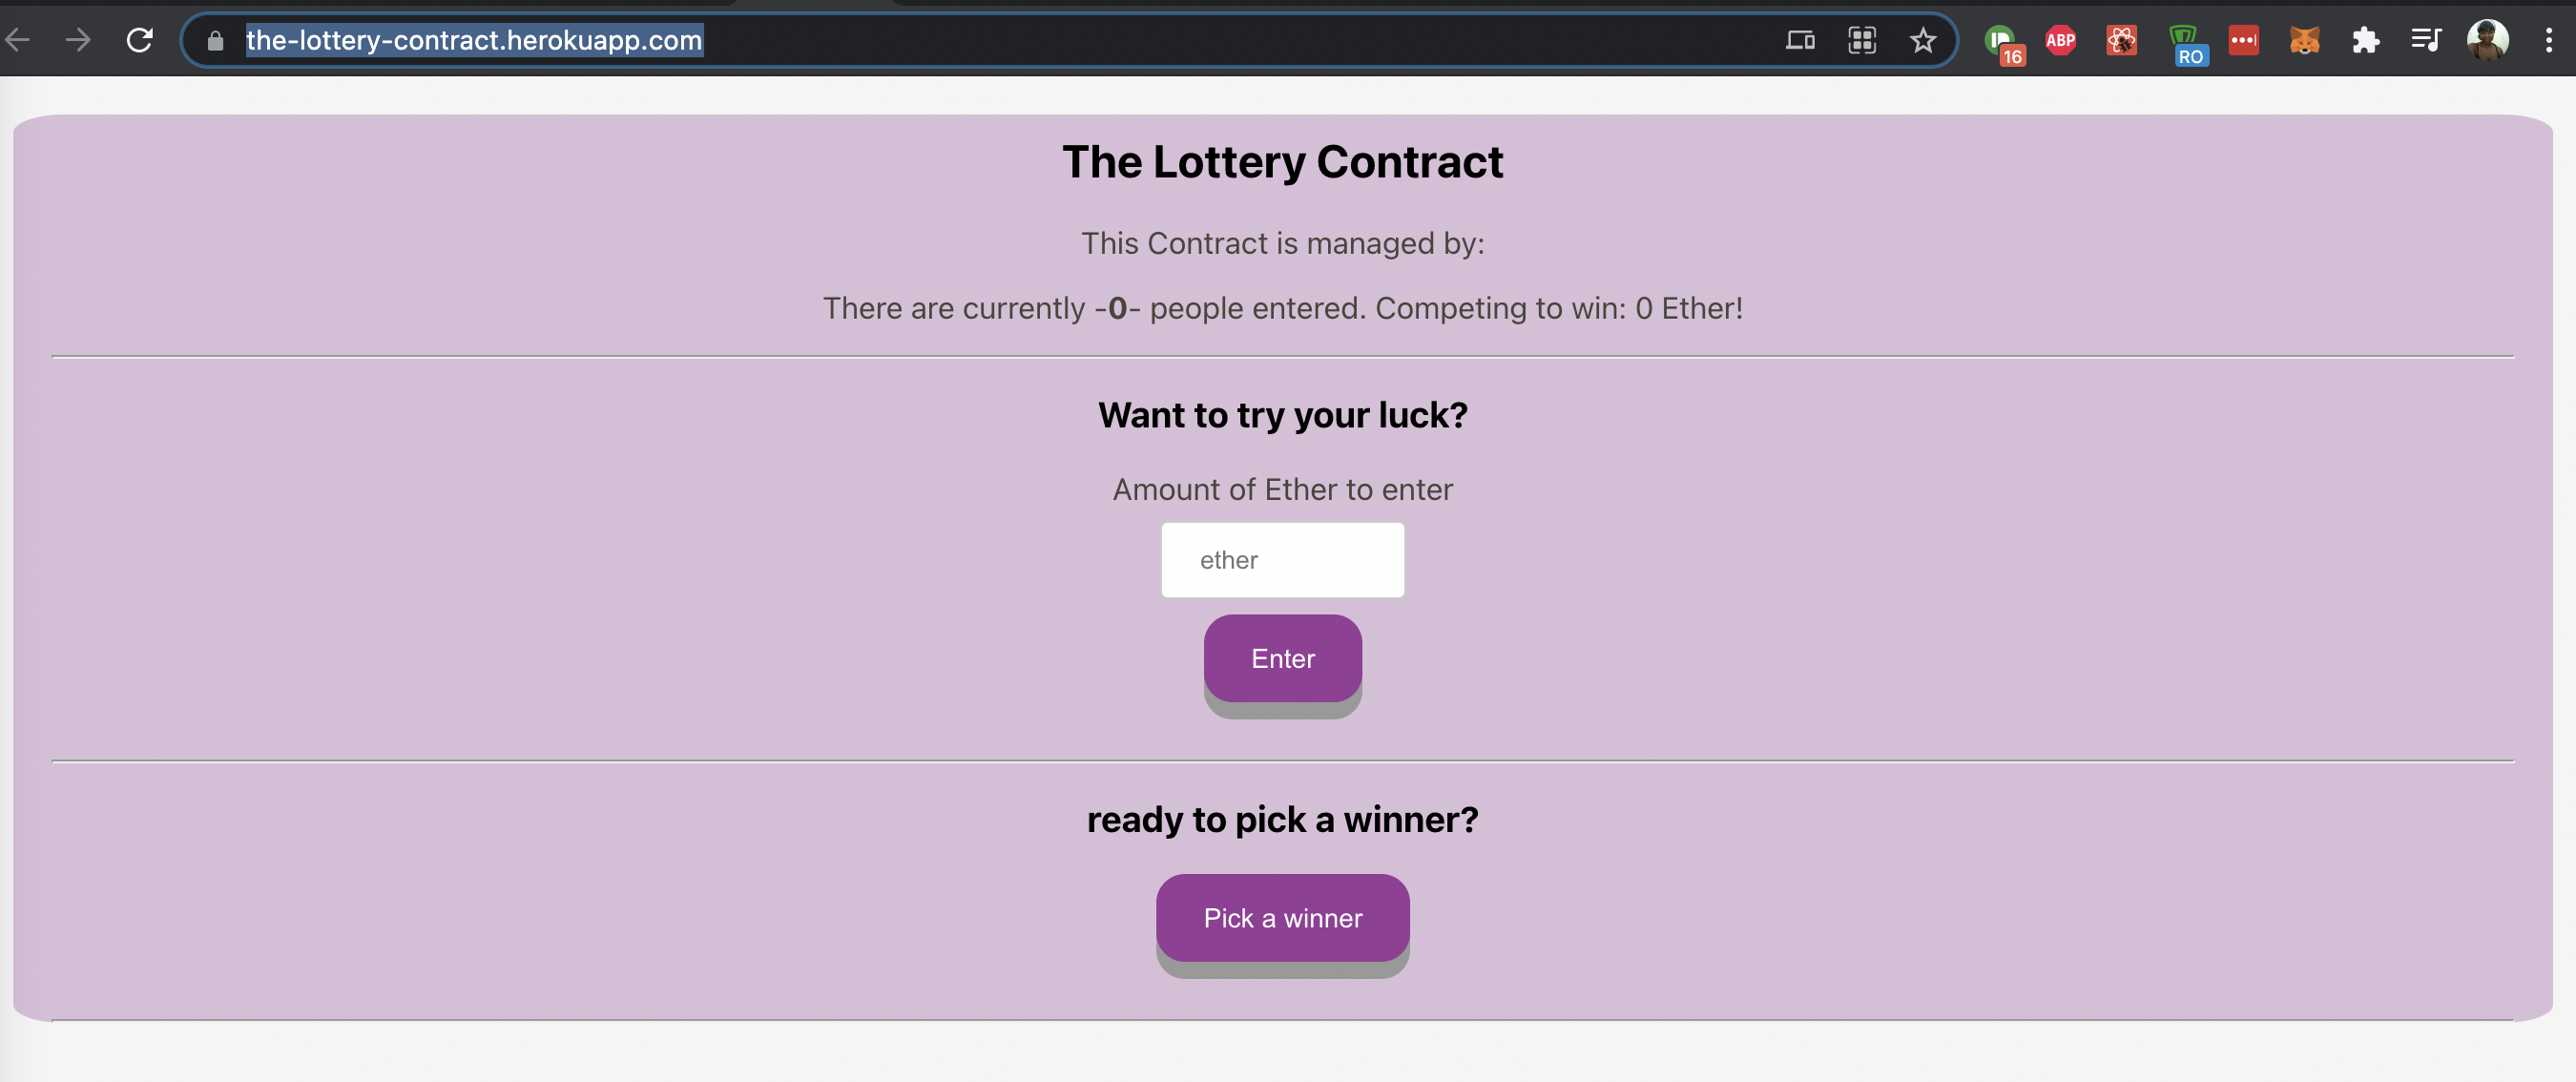 the-lottery-contract.herokuapp.com
16
ABP
RO
The Lottery Contract
This Contract is managed by:
There are currently -0- people entered. Competing to win: 0 Ether!
Want to try your luck?
Amount of Ether to enter
ether
Enter
ready to pick a winner?
Pick a winner